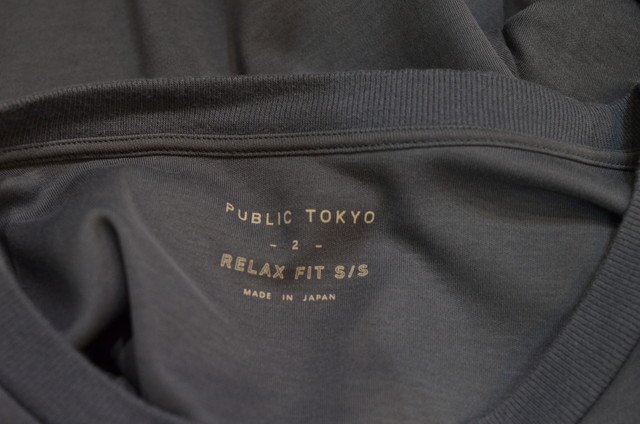 PUBLIC TOKYO
- 2 -
RELAX FIT S/S
MADE IN JAPAN